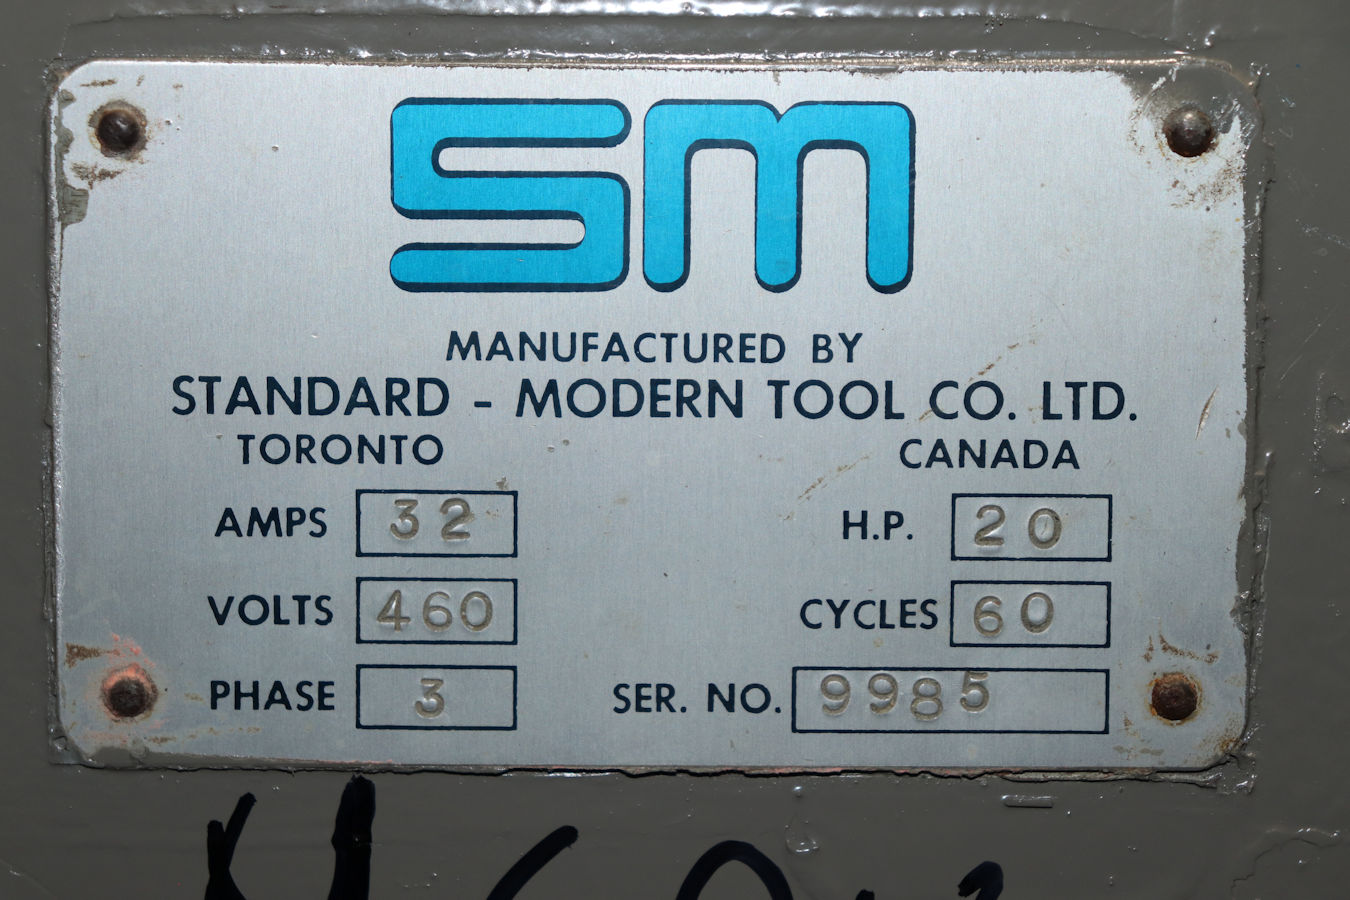 SM
MANUFACTURED BY
STANDARD - MODERN TOOL CO. LTD.
TORONTO CANADA
AMPS 32 H.P. 20
VOLTS 460 CYCLES 60
PHASE 3 SER. NO. 9985